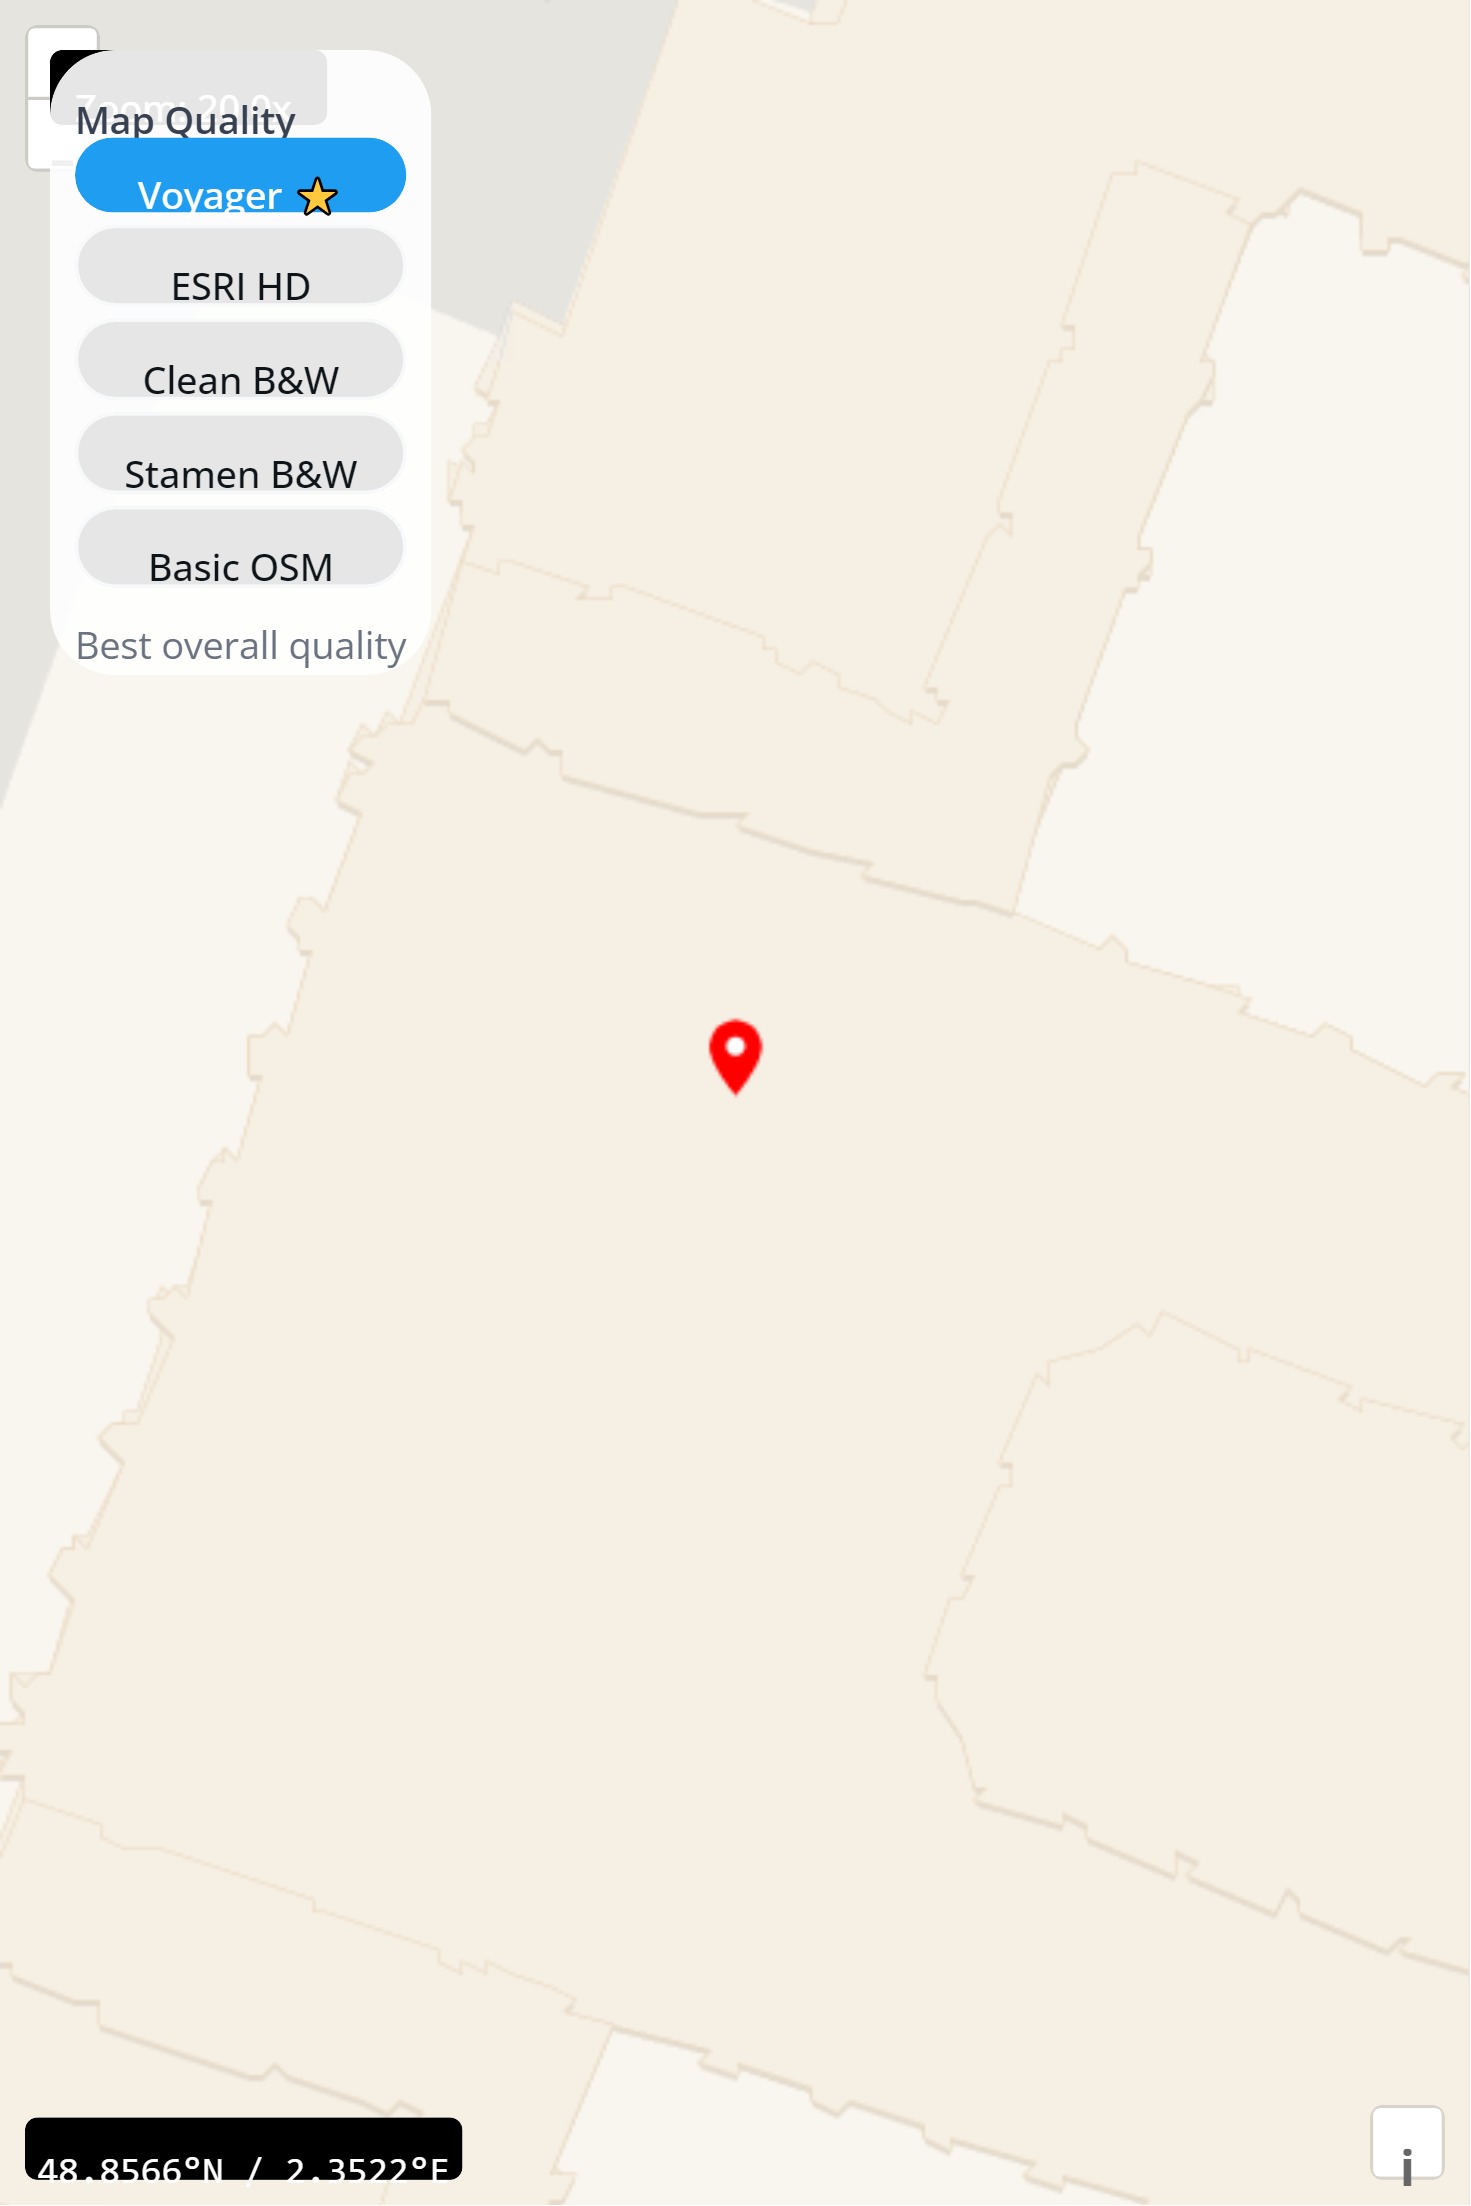 Zoom: 20.0x
Map Quality
Voyager ⭐
ESRI HD
Clean B&W
Stamen B&W
Basic OSM
Best overall quality
48.8566°N / 2.3522°E
i